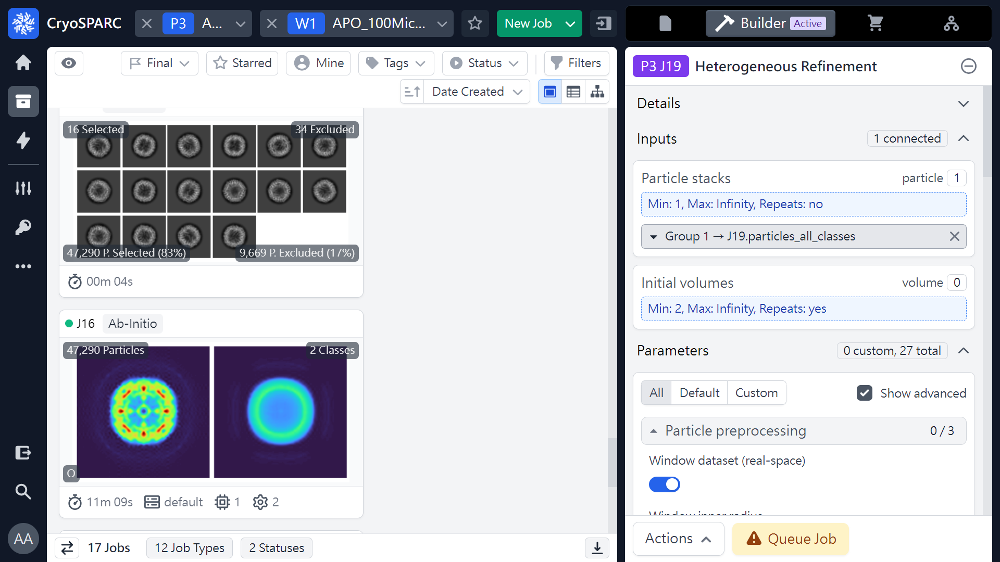 CryoSPARC
P3 A...
W1 APO_100Mic...
New Job
Builder Active
Final
Starred
Mine
Tags
Status
Filters
Date Created
16 Selected
34 Excluded
47,290 P. Selected (83%)
9,669 P. Excluded (17%)
00m 04s
J16 Ab-Initio
47,290 Particles
2 Classes
O
11m 09s default 1 2
17 Jobs
12 Job Types
2 Statuses
AA
P3 J19 Heterogeneous Refinement
Details
Inputs
1 connected
Particle stacks
particle 1
Min: 1, Max: Infinity, Repeats: no
Group 1 → J19.particles_all_classes
Initial volumes
volume 0
Min: 2, Max: Infinity, Repeats: yes
Parameters
0 custom, 27 total
All Default Custom
Show advanced
Particle preprocessing
0 / 3
Window dataset (real-space)
Window inner radius
Actions
Queue Job